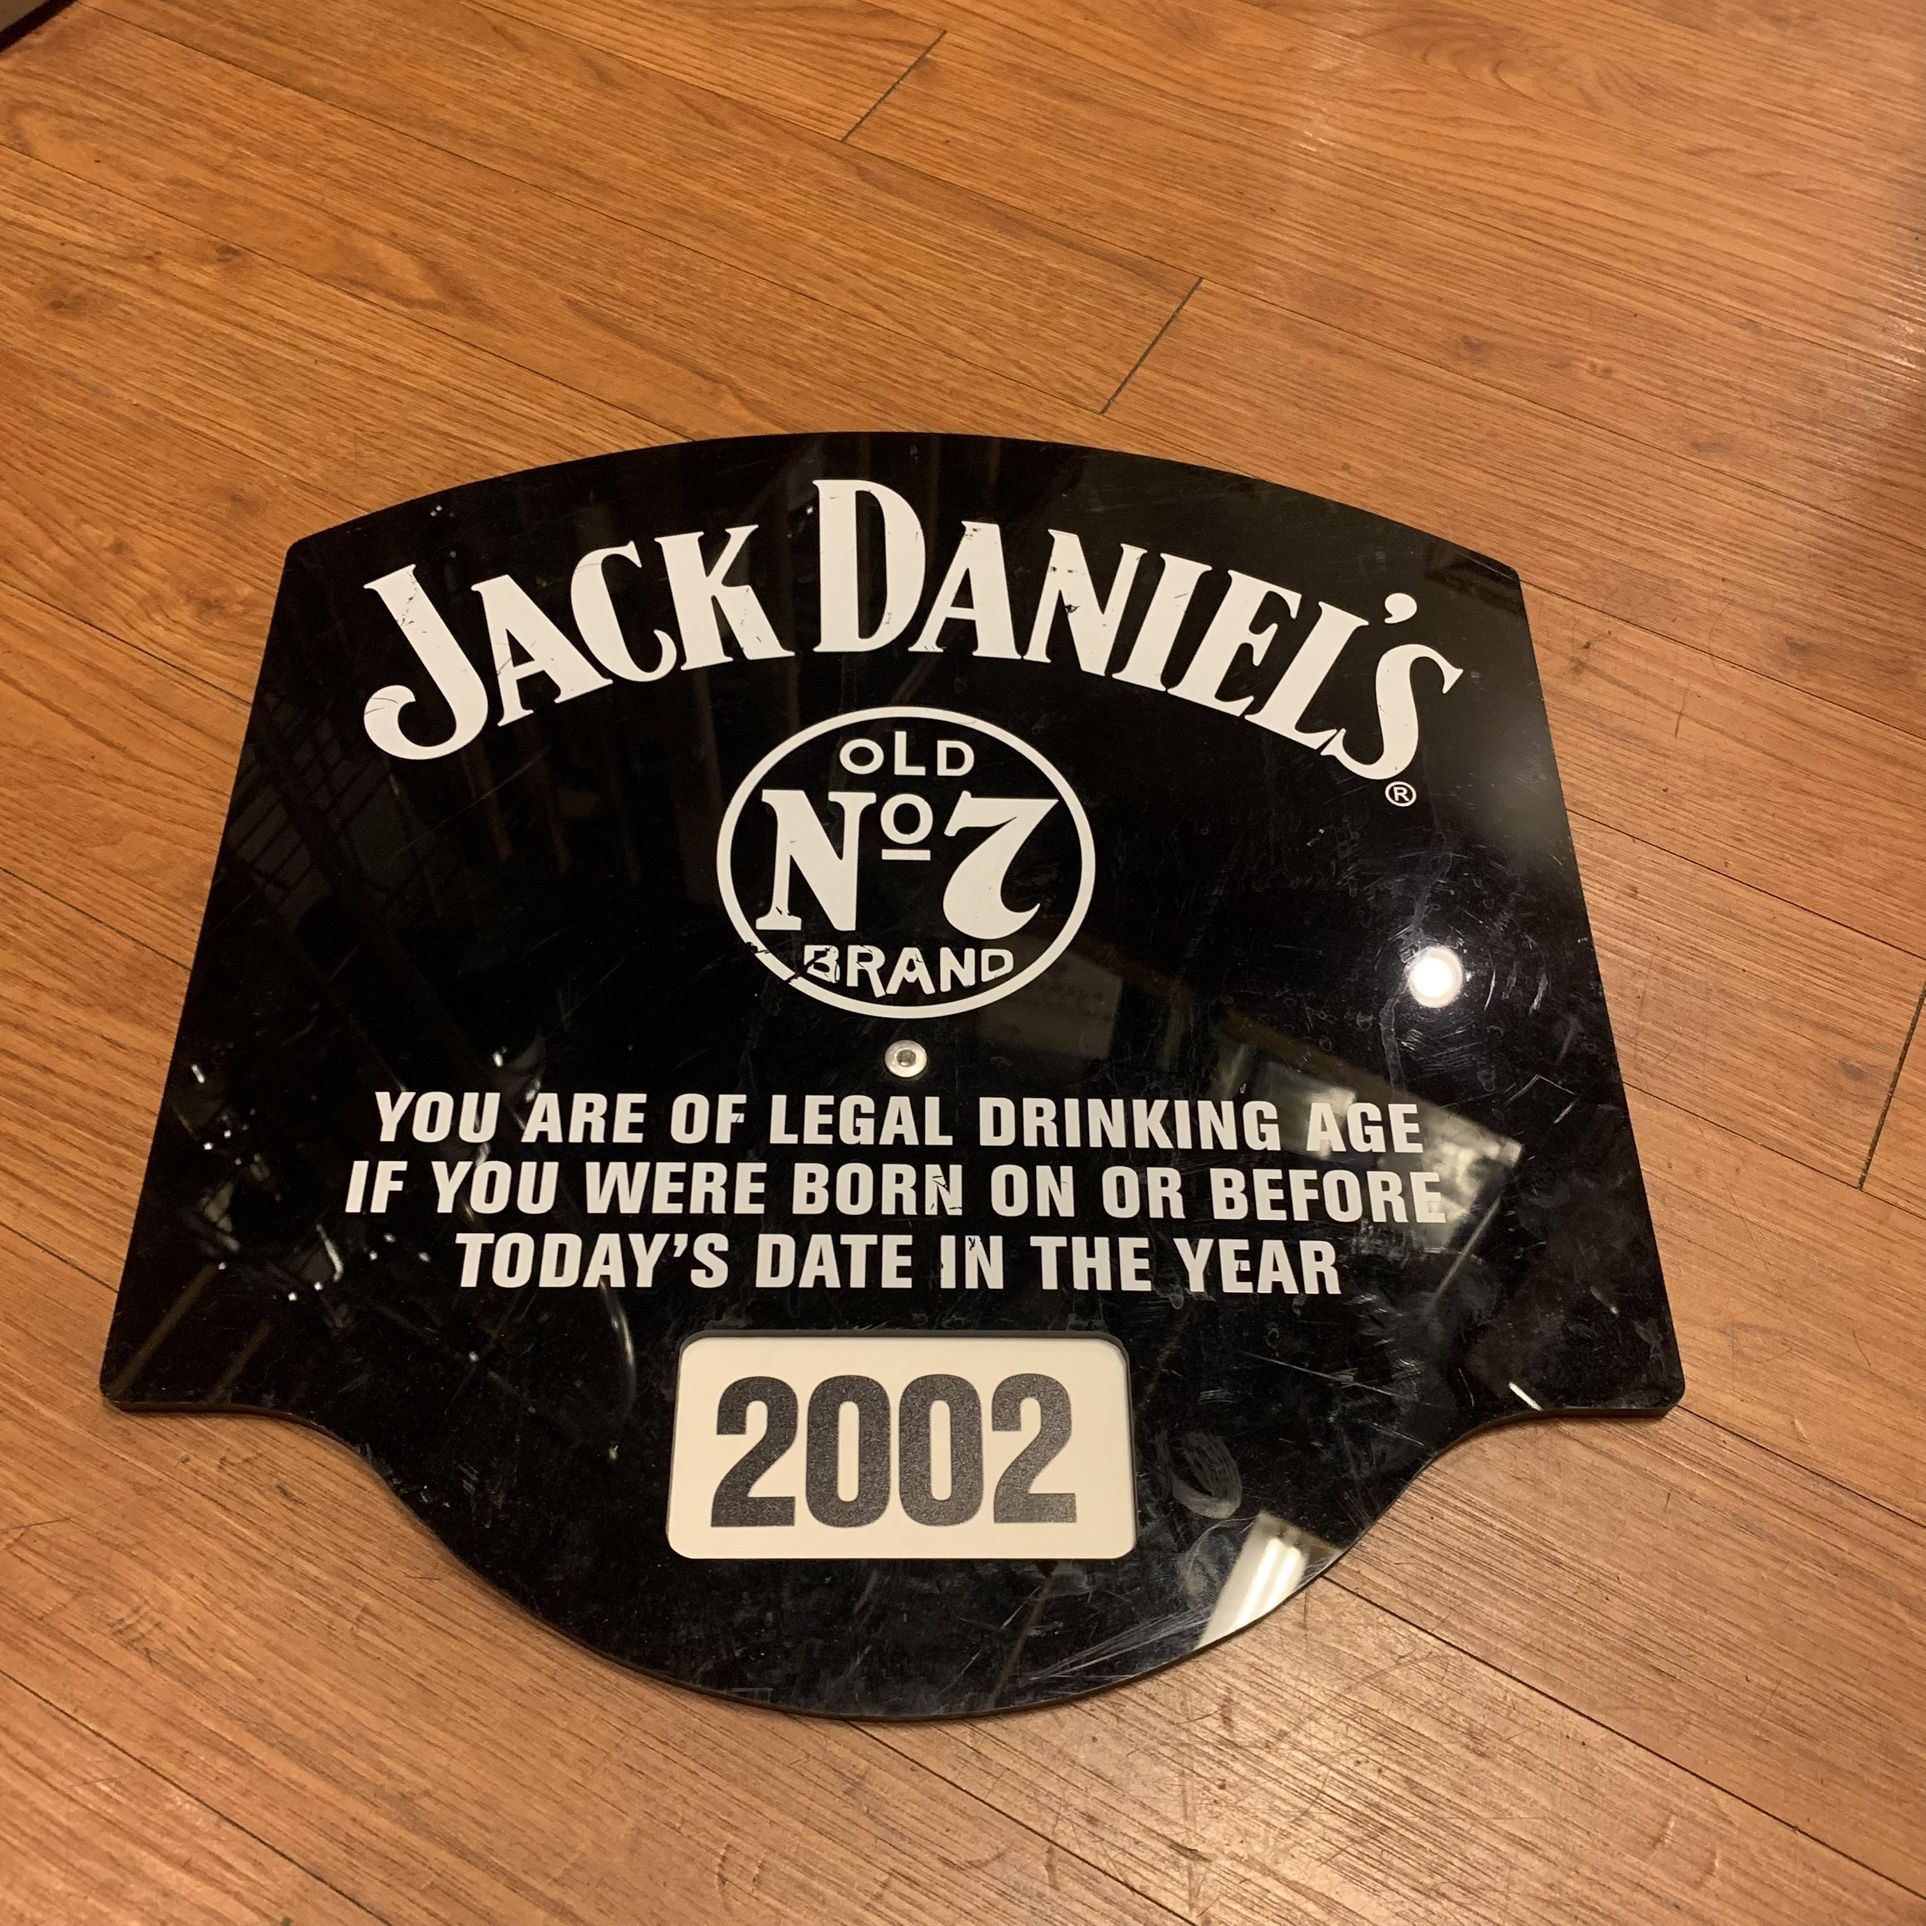 JACK DANIEL'S
®
OLD
Nº7
BRAND
YOU ARE OF LEGAL DRINKING AGE
IF YOU WERE BORN ON OR BEFORE
TODAY'S DATE IN THE YEAR
2002